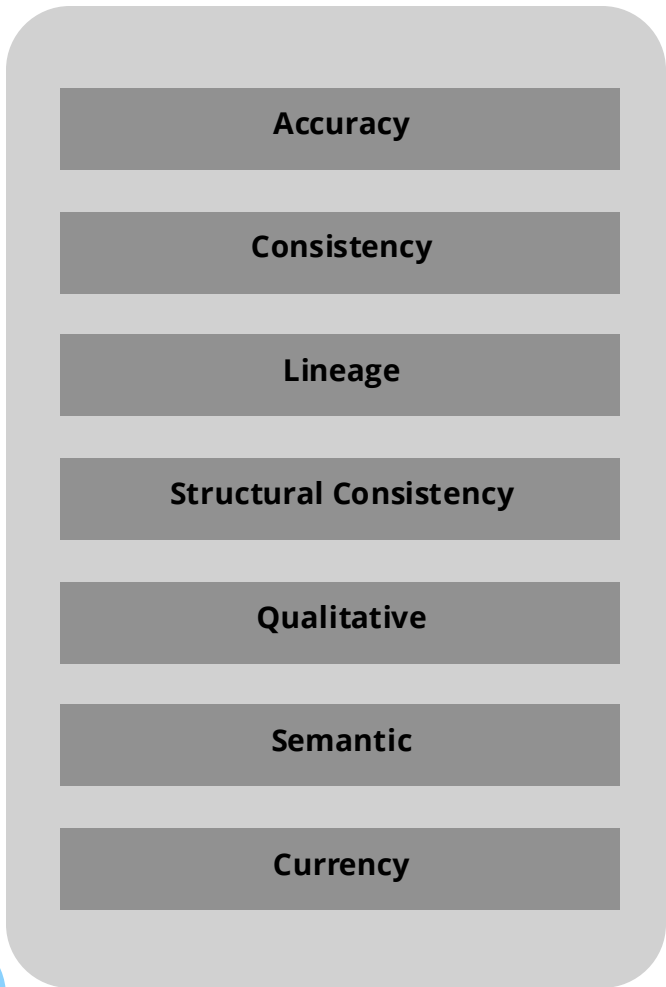 Accuracy
Consistency
Lineage
Structural Consistency
Qualitative
Semantic
Currency